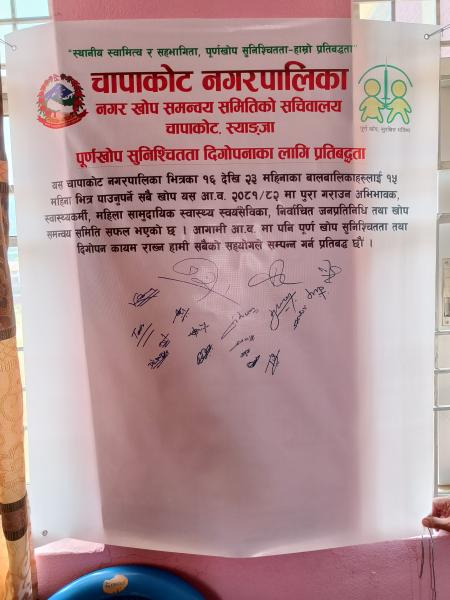 "स्थानीय स्वामित्व र सहभागिता, पूर्णखोप सुनिश्चितता-हाम्रो प्रतिबद्धता"
चापाकोट नगरपालिका
नगर खोप समन्वय समितिको सचिवालय
चापाकोट, स्याङ्जा
पूर्ण खोप, सुरक्षित भविष्य
पूर्णखोप सुनिश्चितता दिगोपनाका लागि प्रतिबद्धता
यस चापाकोट नगरपालिका भित्रका १६ देखि २३ महिनाका बालबालिकाहरुलाई १५
महिना भित्र पाउनुपर्ने सबै खोप यस आ.व. २०८१/८२ मा पुरा गराउन अभिभावक,
स्वास्थ्यकर्मी, महिला सामुदायिक स्वास्थ्य स्वयंसेविका, निर्वाचित जनप्रतिनिधि तथा खोप
समन्वय समिति सफल भएको छ । आगामी आ.व. मा पनि पूर्ण खोप सुनिश्चितता तथा
दिगोपन कायम राख्न हामी सबैको सहयोगले सम्पन्न गर्न प्रतिबद्ध छौं ।